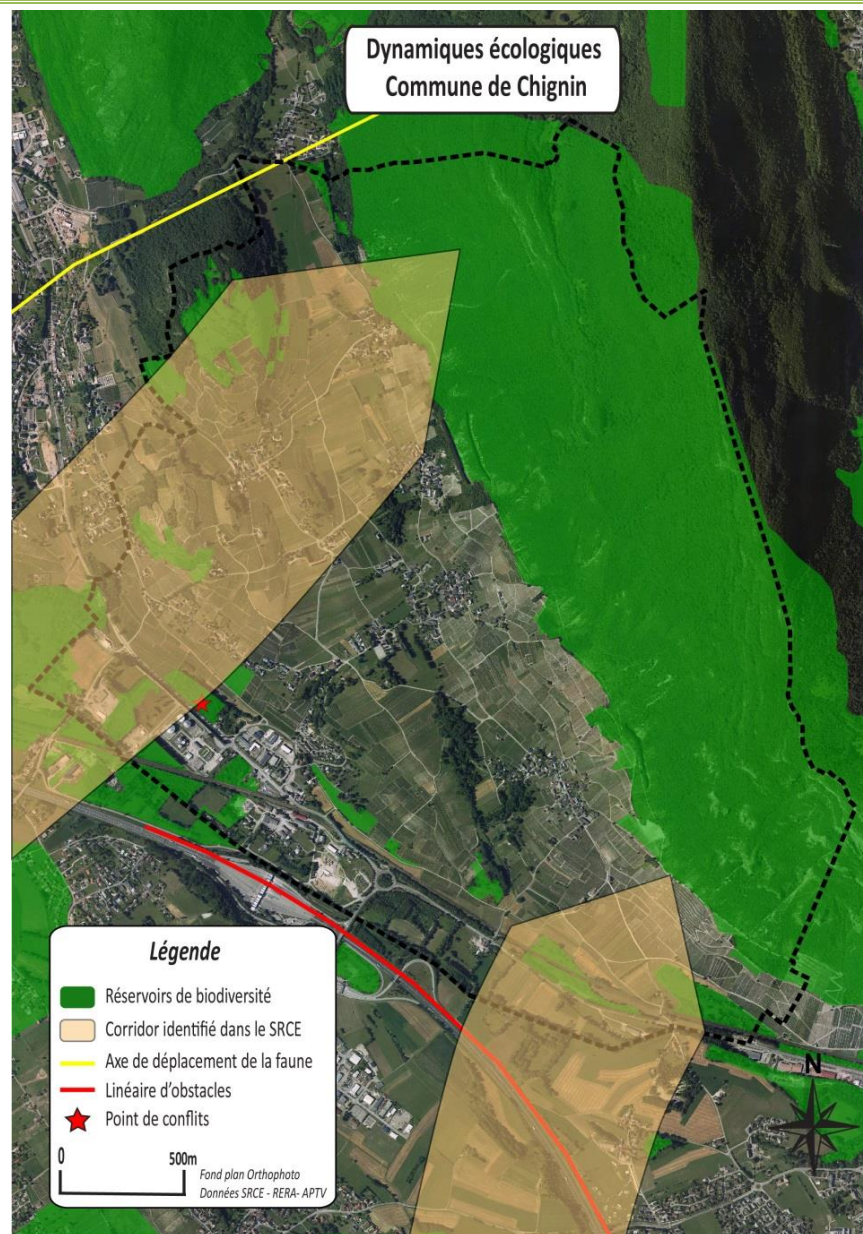 Dynamiques écologiques
Commune de Chignin
Légende
Réservoirs de biodiversité
Corridor identifié dans le SRCE
Axe de déplacement de la faune
Linéaire d'obstacles
Point de conflits
0 500m
Fond plan Orthophoto
Données SRCE - RERA- APTV
N